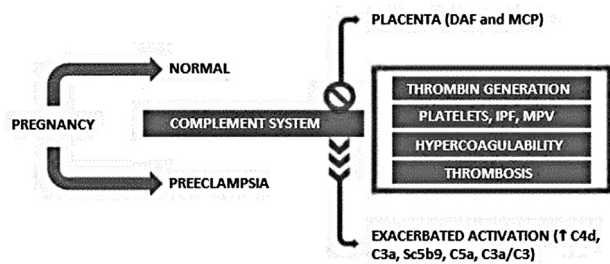 PLACENTA (DAF and MCP)
NORMAL
THROMBIN GENERATION
PREGNANCY
COMPLEMENT SYSTEM
PLATELETS, IPF, MPV
HYPERCOAGULABILITY
PREECLAMPSIA
THROMBOSIS
EXACERBATED ACTIVATION (↑ C4d,
C3a, Sc5b9, C5a, C3a/C3)